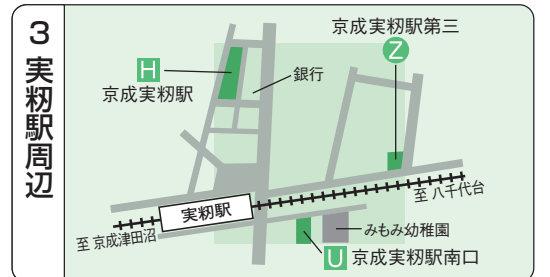 3 実籾駅周辺
京成実籾駅第三
Z
H
京成実籾駅
銀行
至 八千代台
実籾駅
至 京成津田沼
みもみ幼稚園
U 京成実籾駅南口